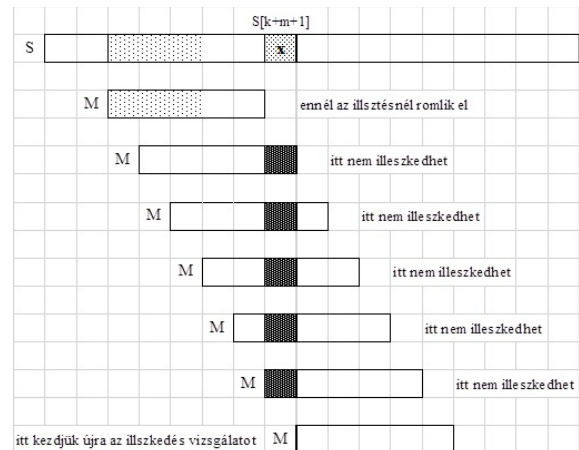 S[k+m+1]
S x
M ennél az illsztésnél romlik el
M itt nem illeszkedhet
M itt nem illeszkedhet
M itt nem illeszkedhet
M itt nem illeszkedhet
M itt nem illeszkedhet
itt kezdjük újra az illszkedés vizsgálatot M